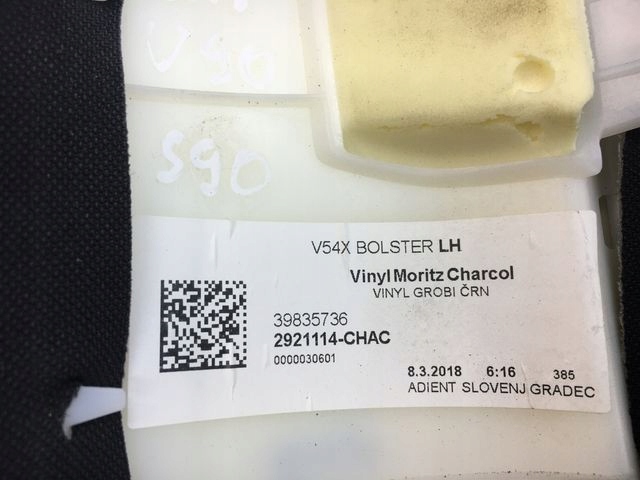 V90
S90
V54X BOLSTER LH
Vinyl Moritz Charcol
VINYL GROBI ČRN
39835736
2921114-CHAC
0000030601
8.3.2018 6:16 385
ADIENT SLOVENJ GRADEC